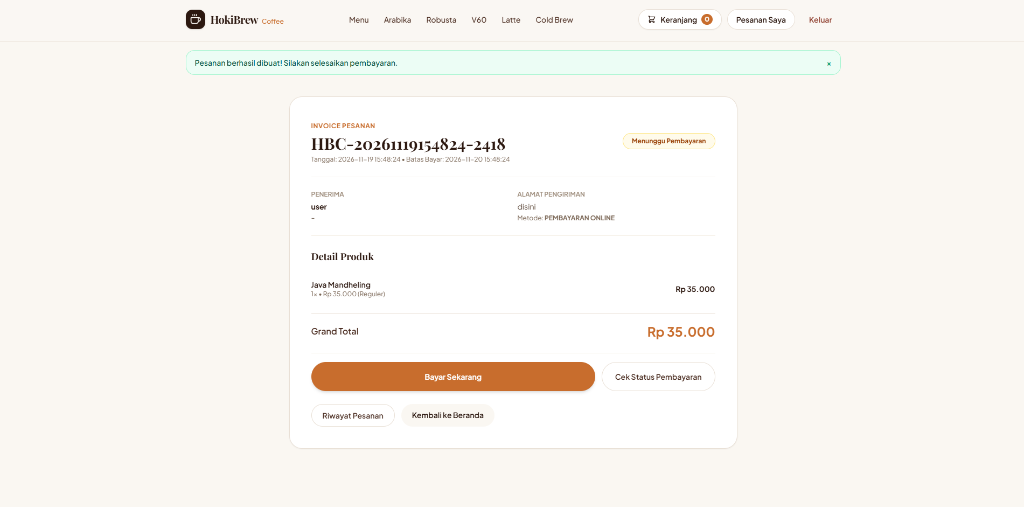 HokiBrew Coffee
Menu Arabika Robusta V60 Latte Cold Brew
Keranjang 0 Pesanan Saya Keluar
Pesanan berhasil dibuat! Silakan selesaikan pembayaran. ×
INVOICE PESANAN
HBC-20261119154824-2418
Menunggu Pembayaran
Tanggal: 2026-11-19 15:48:24 • Batas Bayar: 2026-11-20 15:48:24
PENERIMA
user
-
ALAMAT PENGIRIMAN
disini
Metode: PEMBAYARAN ONLINE
Detail Produk
Java Mandheling
1x • Rp 35.000 (Reguler)
Rp 35.000
Grand Total Rp 35.000
Bayar Sekarang Cek Status Pembayaran
Riwayat Pesanan Kembali ke Beranda